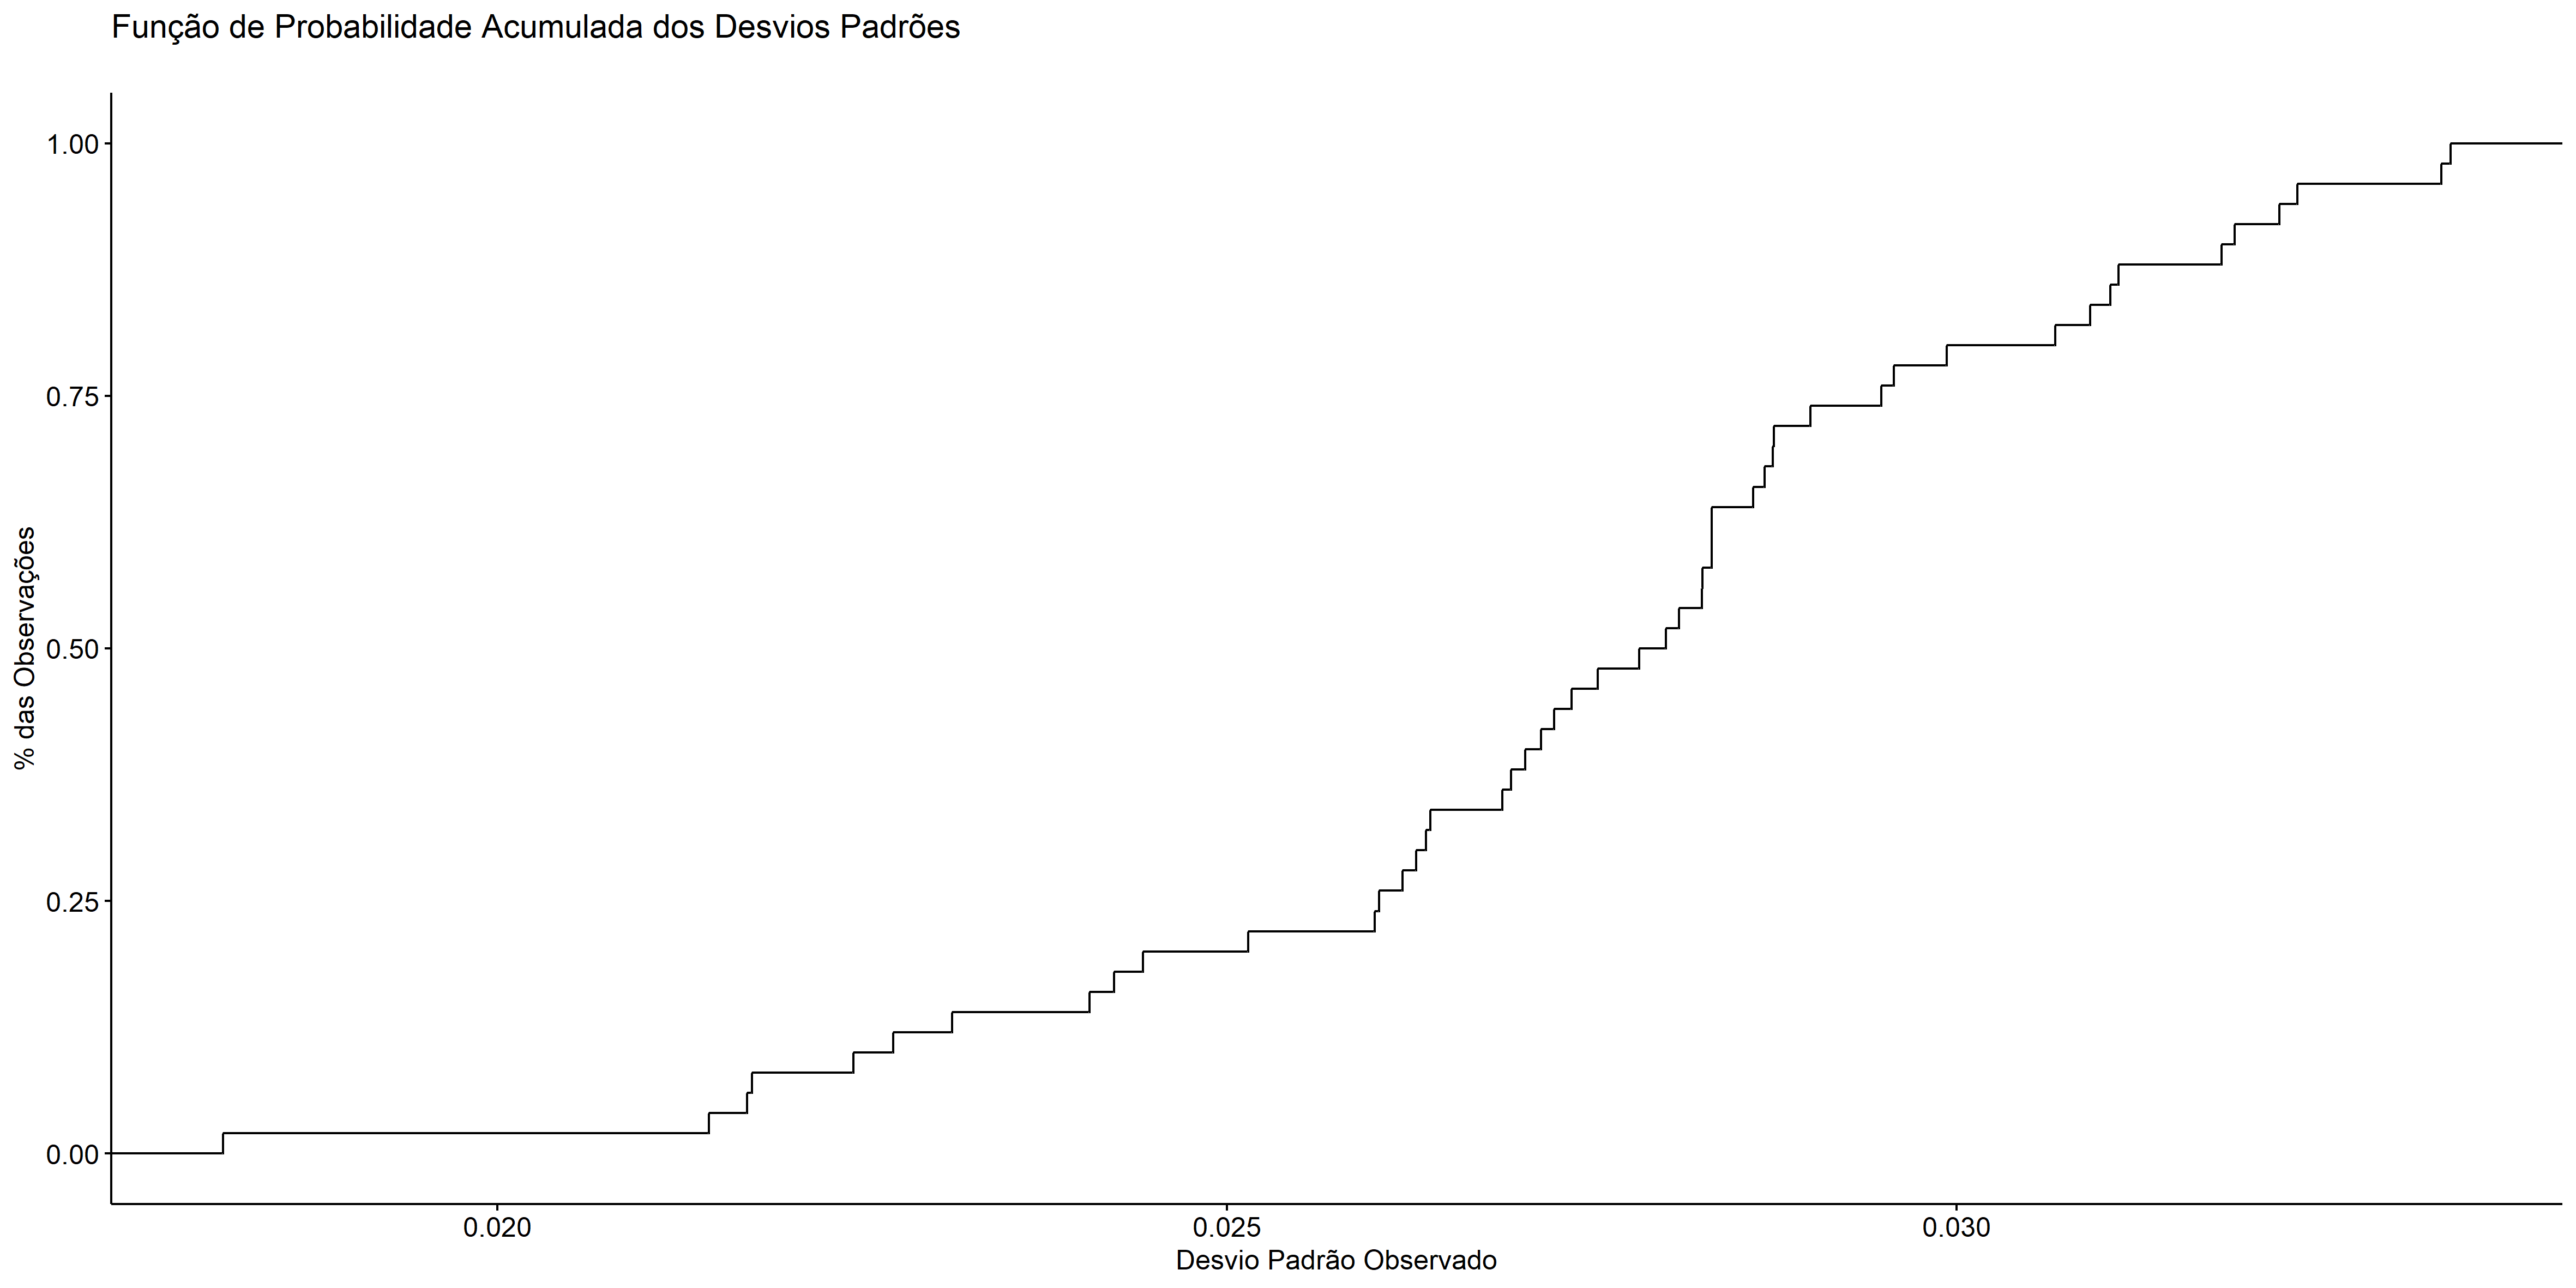 Função de Probabilidade Acumulada dos Desvios Padrões
1.00
0.75
0.50
0.25
0.00
% das Observações
0.020
0.025
0.030
Desvio Padrão Observado